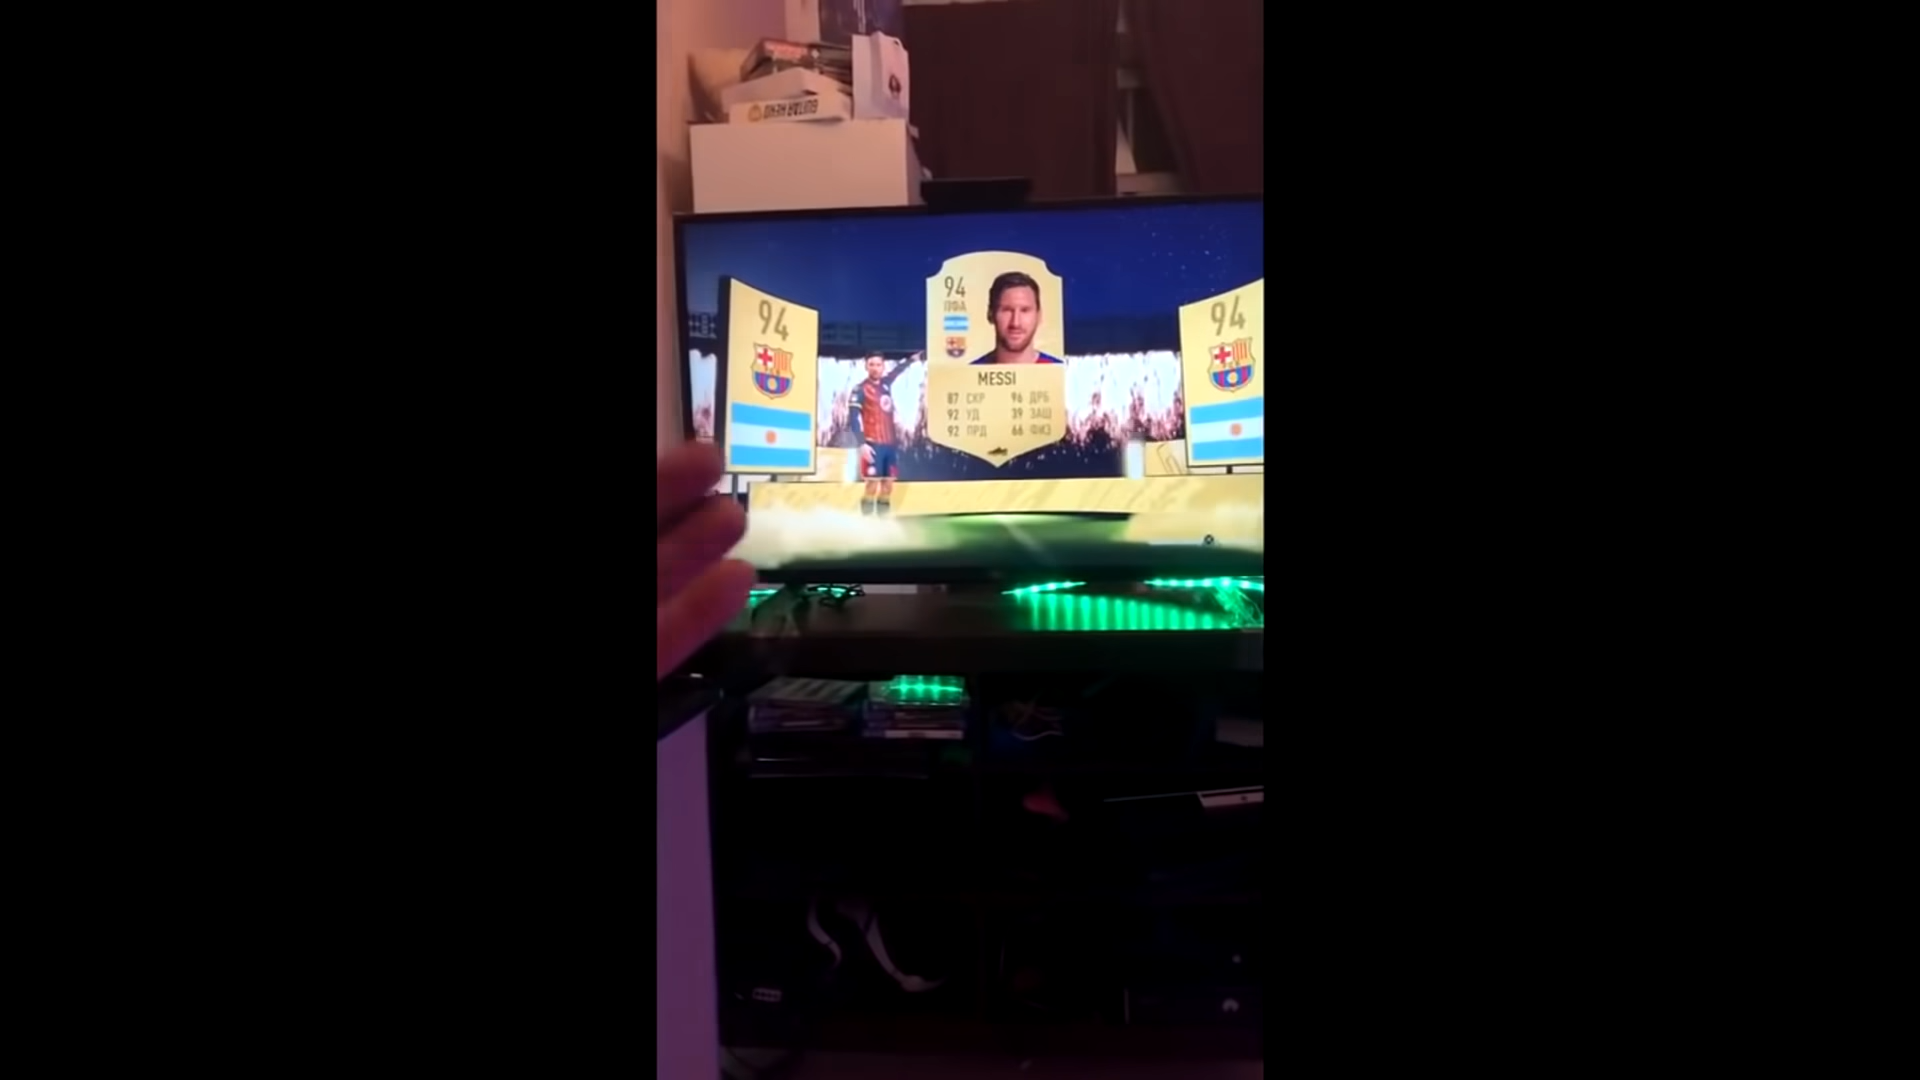 94
94
ПФА
MESSI
87 СКР 96 ДРБ
92 УД 39 ЗАЩ
92 ПРД 66 ФИЗ
94